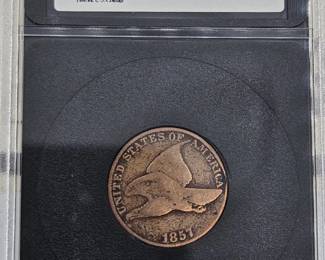 UNITED STATES OF AMERICA
1857